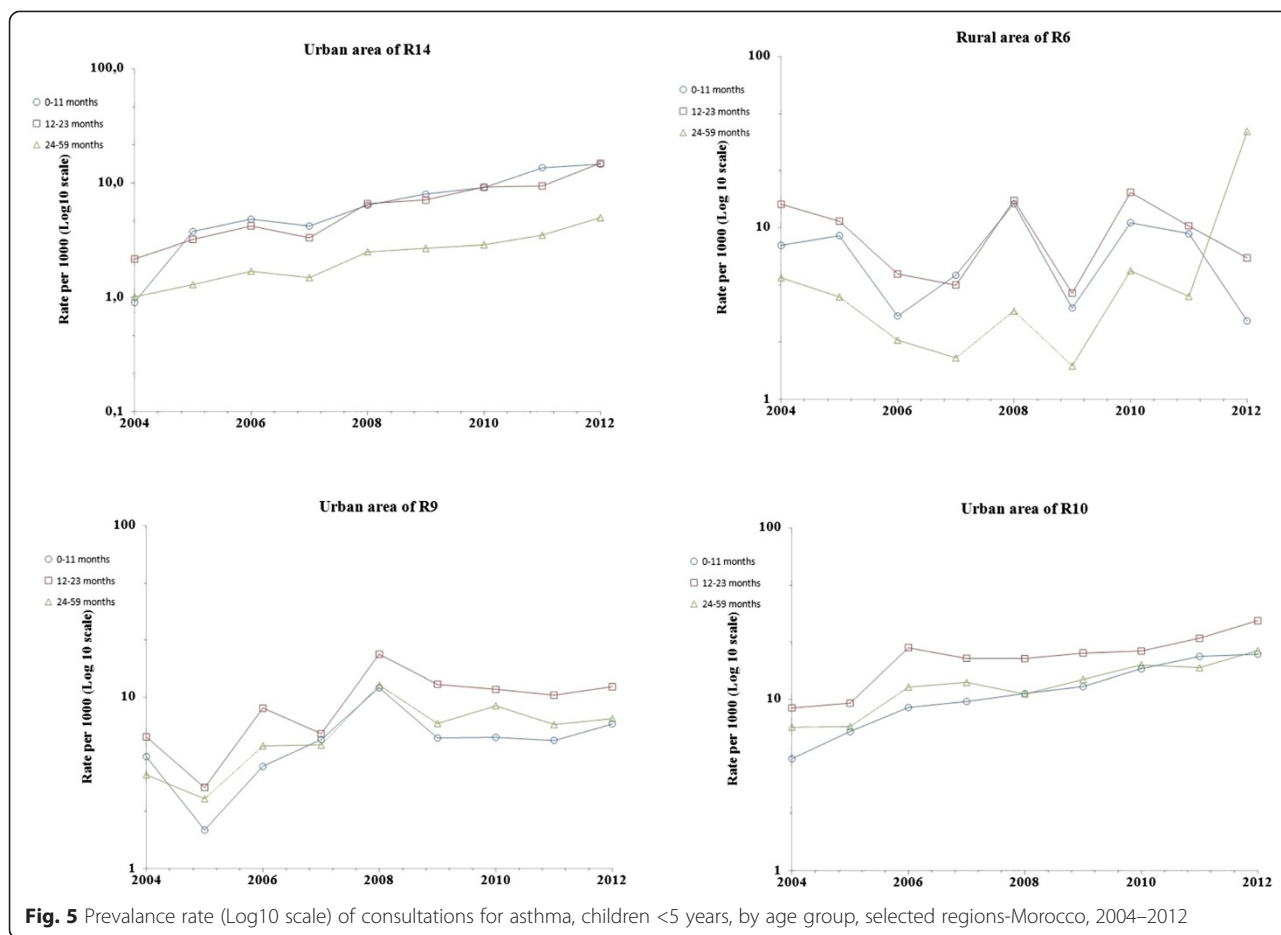 Urban area of R14
100,0
10,0
1,0
0,1
Rate per 1000 (Log10 scale)
0-11 months
12-23 months
24-59 months
2004 2006 2008 2010 2012
Rural area of R6
100
10
1
Rate per 1000 (Log 10 scale)
0-11 months
12-23 months
24-59 months
2004 2006 2008 2010 2012
Urban area of R9
100
10
1
Rate per 1000 (Log 10 scale)
0-11 months
12-23 months
24-59 months
2004 2006 2008 2010 2012
Urban area of R10
100
10
1
Rate per 1000 (Log 10 scale)
0-11 months
12-23 months
24-59 months
2004 2006 2008 2010 2012
Fig. 5 Prevalance rate (Log10 scale) of consultations for asthma, children <5 years, by age group, selected regions-Morocco, 2004–2012